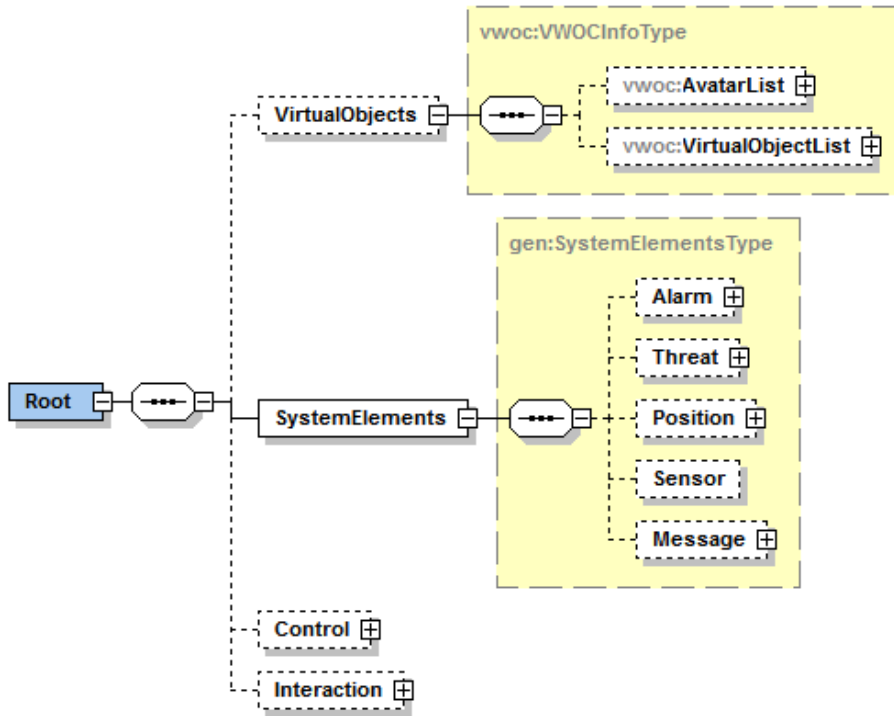 vwoc:VWOCInfoType
vwoc:AvatarList
VirtualObjects
vwoc:VirtualObjectList
gen:SystemElementsType
Alarm
Threat
Root
SystemElements
Position
Sensor
Message
Control
Interaction